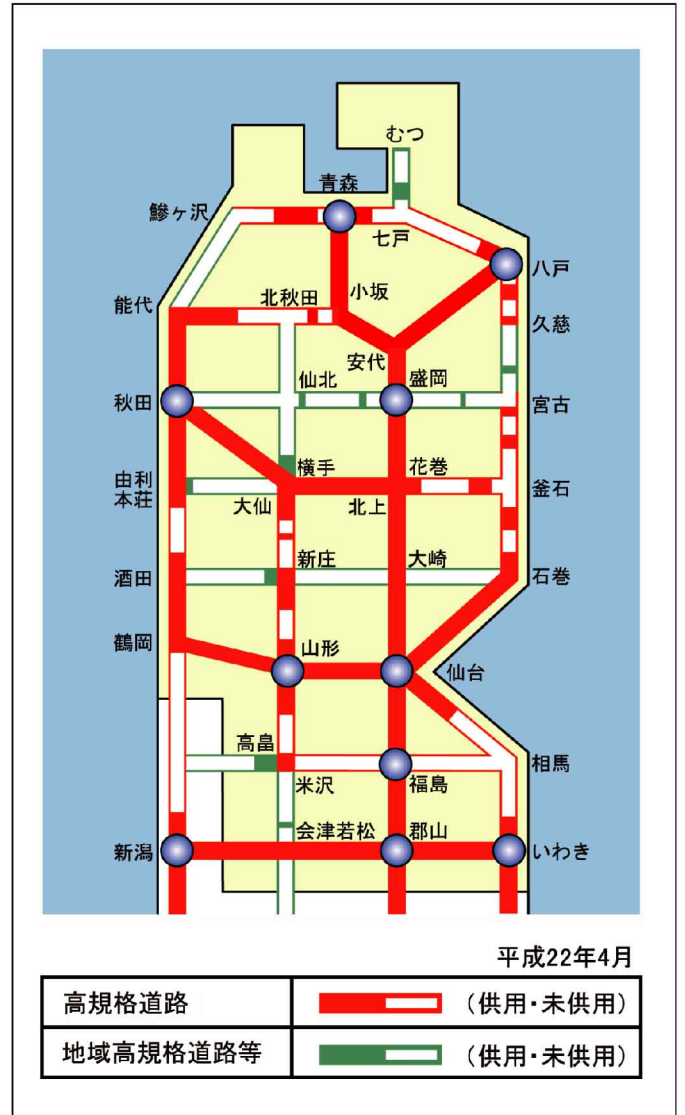 むつ
青森
鰺ヶ沢
七戸
八戸
能代
北秋田
小坂
久慈
安代
秋田
仙北
盛岡
宮古
由利
本荘
横手
花巻
釜石
大仙
北上
新庄
大崎
酒田
石巻
鶴岡
山形
仙台
高畠
相馬
米沢
福島
新潟
会津若松
郡山
いわき
平成22年4月
高規格道路
(供用・未供用)
地域高規格道路等
(供用・未供用)